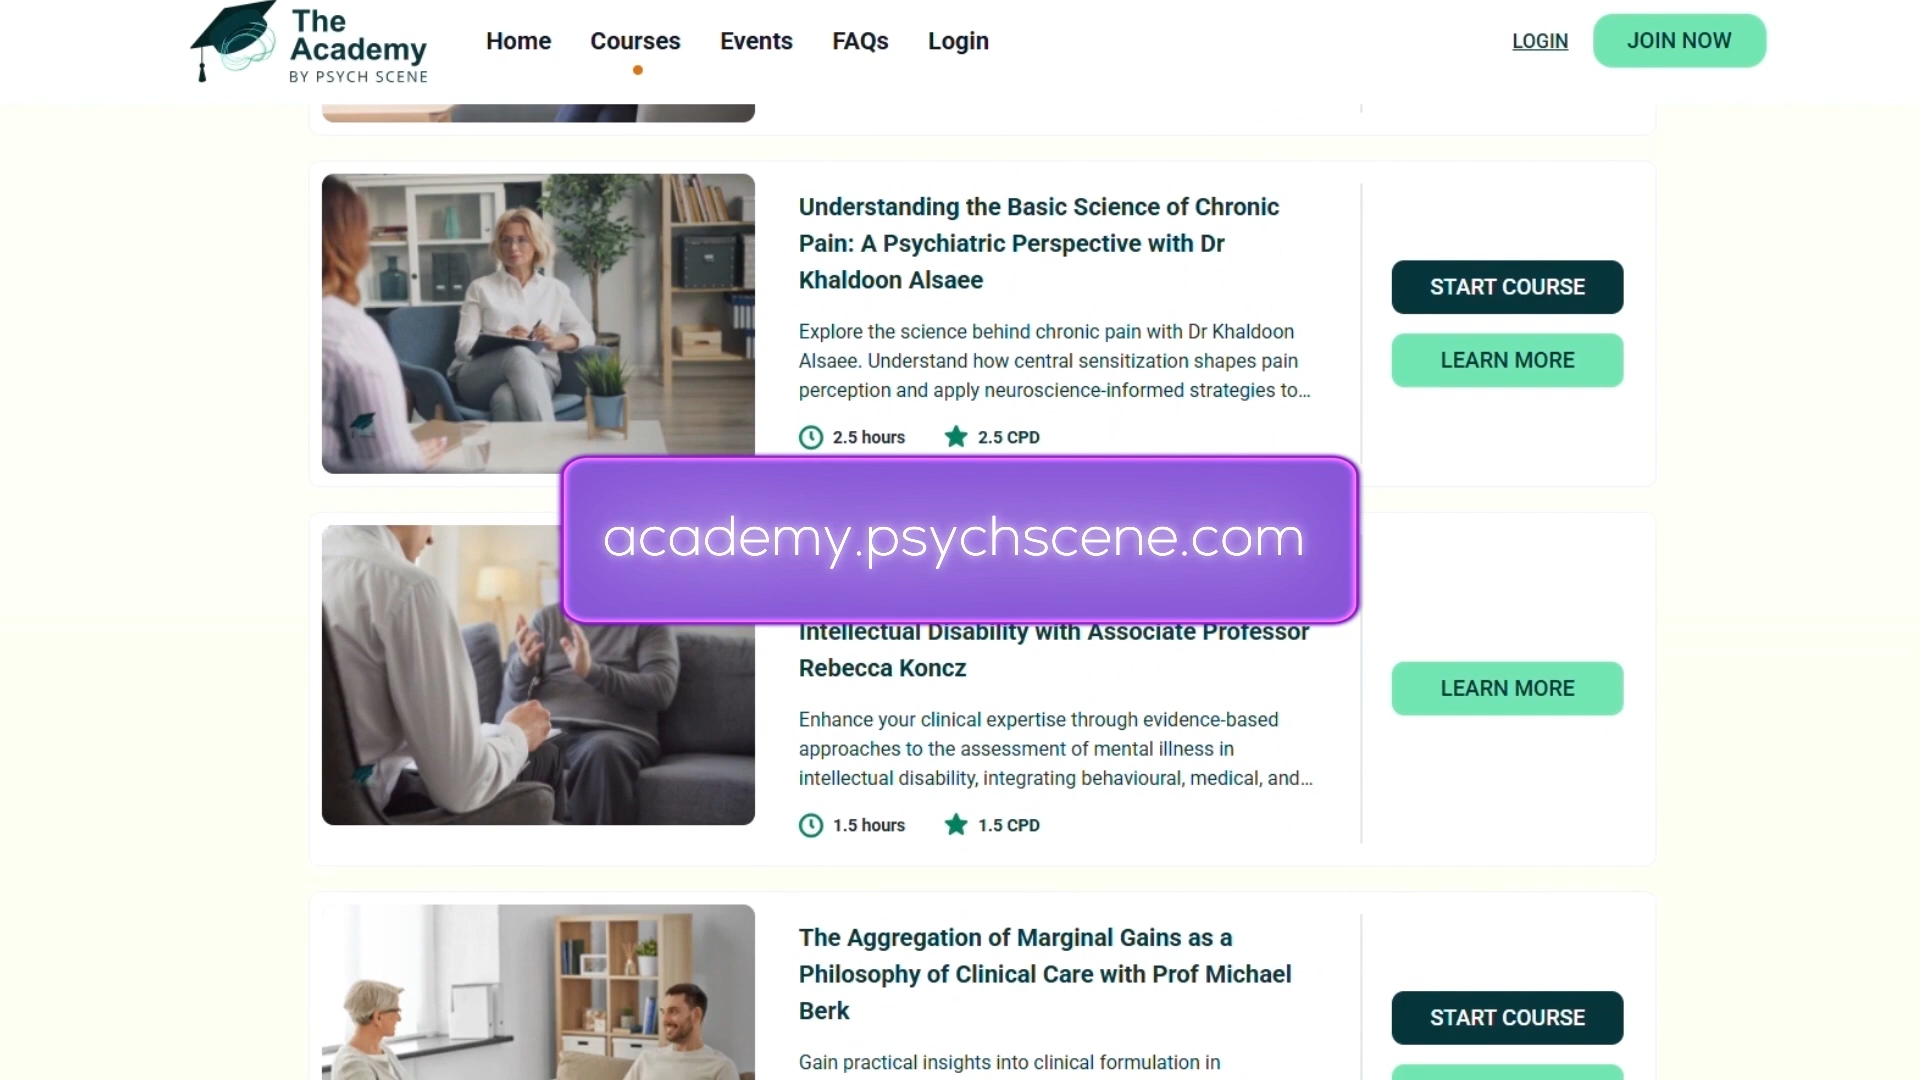 The
Academy
BY PSYCH SCENE
Home
Courses
Events
FAQs
Login
LOGIN
JOIN NOW
Understanding the Basic Science of Chronic
Pain: A Psychiatric Perspective with Dr
Khaldoon Alsaee
Explore the science behind chronic pain with Dr Khaldoon
Alsaee. Understand how central sensitization shapes pain
perception and apply neuroscience-informed strategies to...
2.5 hours
2.5 CPD
START COURSE
LEARN MORE
academy.psychscene.com
Intellectual Disability with Associate Professor
Rebecca Koncz
Enhance your clinical expertise through evidence-based
approaches to the assessment of mental illness in
intellectual disability, integrating behavioural, medical, and...
1.5 hours
1.5 CPD
LEARN MORE
The Aggregation of Marginal Gains as a
Philosophy of Clinical Care with Prof Michael
Berk
Gain practical insights into clinical formulation in
START COURSE